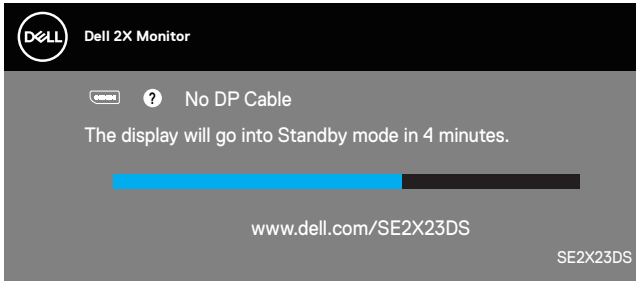 DELL
Dell 2X Monitor
? No DP Cable
The display will go into Standby mode in 4 minutes.
www.dell.com/SE2X23DS
SE2X23DS